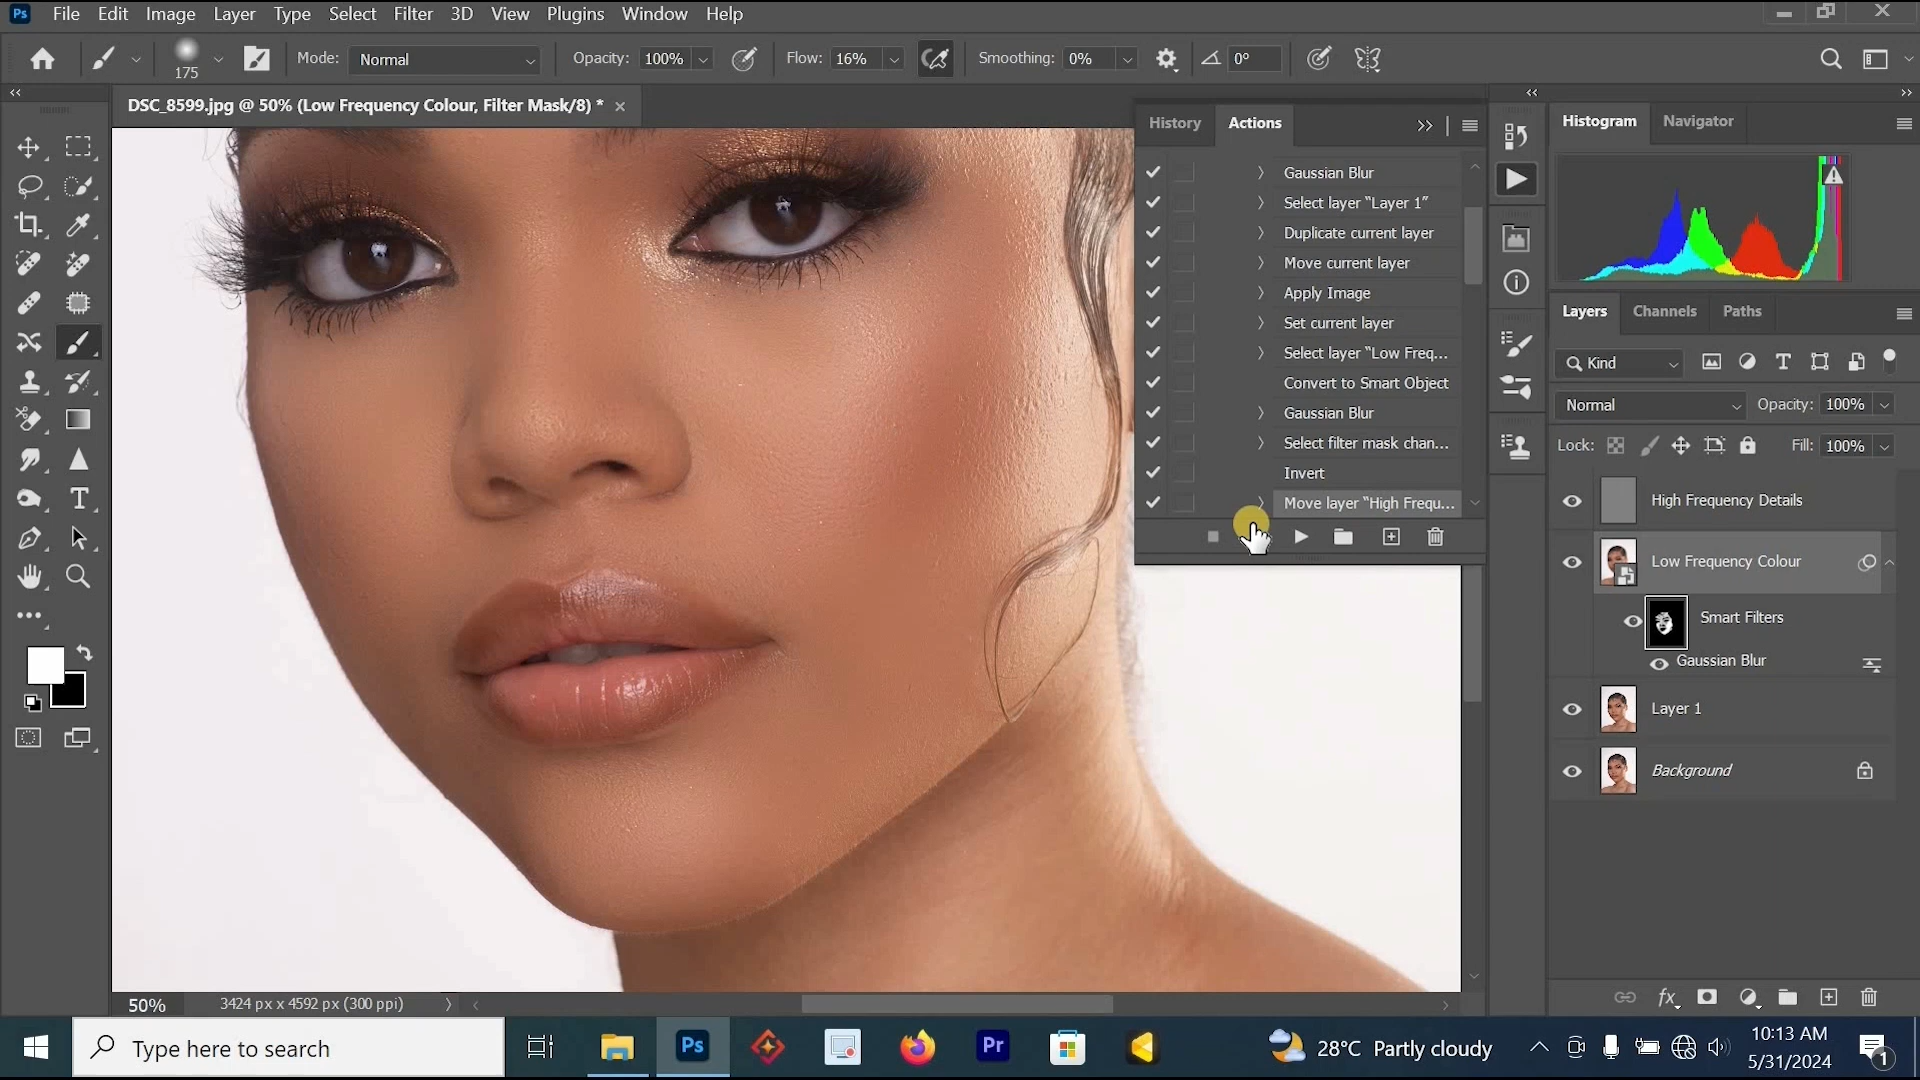 Ps File Edit Image Layer Type Select Filter 3D View Plugins Window Help
175 Mode: Normal Opacity: 100% Flow: 16% Smoothing: 0% 0°
DSC_8599.jpg @ 50% (Low Frequency Colour, Filter Mask/8) *
History Actions
Gaussian Blur
Select layer “Layer 1”
Duplicate current layer
Move current layer
Apply Image
Set current layer
Select layer “Low Freq...
Convert to Smart Object
Gaussian Blur
Select filter mask chan...
Invert
Move layer “High Frequ...
Histogram Navigator
Layers Channels Paths
Kind
Normal Opacity: 100%
Lock: Fill: 100%
High Frequency Details
Low Frequency Colour
Smart Filters
Gaussian Blur
Layer 1
Background
fx
50% 3424 px x 4592 px (300 ppi)
Type here to search
Ps
Pr
28°C Partly cloudy
10:13 AM
5/31/2024
1